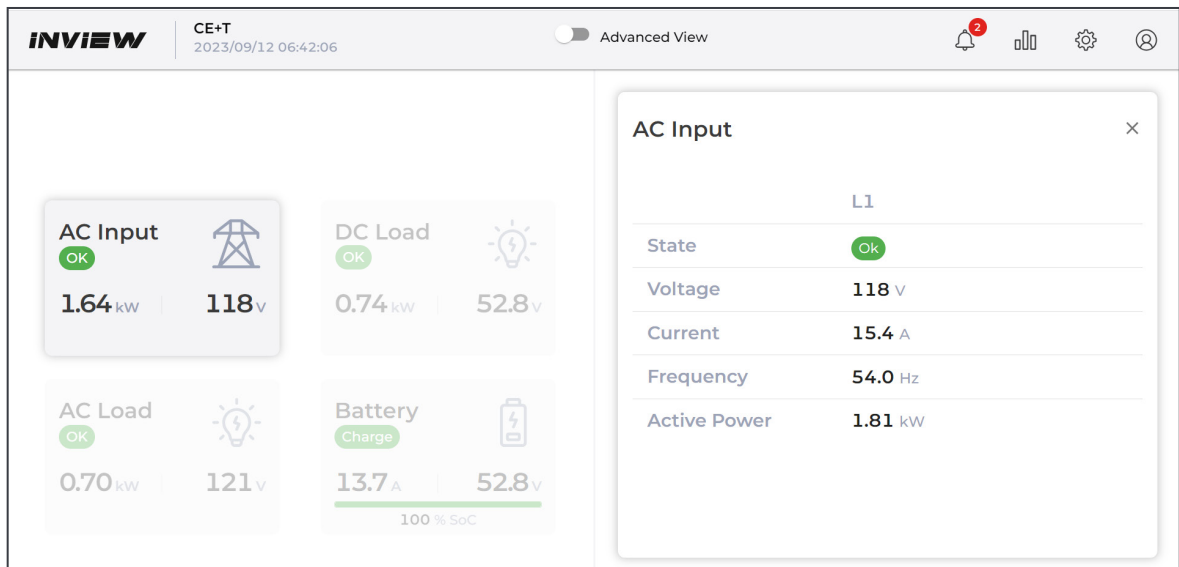 INVIEW
CE+T
2023/09/12 06:42:06
Advanced View
2
AC Input
OK
1.64 kW 118 V
DC Load
OK
0.74 kW 52.8 V
AC Load
OK
0.70 kW 121 V
Battery
Charge
13.7 A 52.8 V
100 % SoC
AC Input
L1
State Ok
Voltage 118 V
Current 15.4 A
Frequency 54.0 Hz
Active Power 1.81 kW